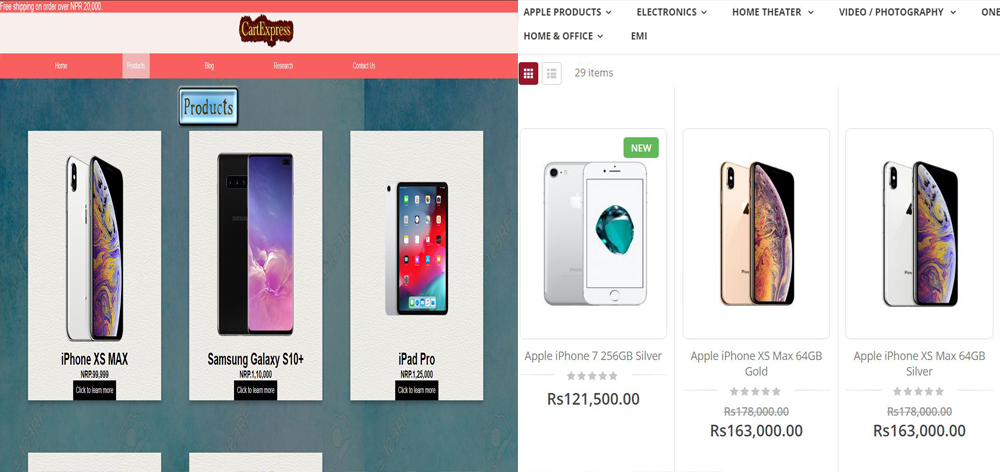 Free shipping on order over NPR 20,000.
CartExpress
Home Products Blog Research Contact Us
Products
iPhone XS MAX
NRP.99,999
Click to learn more
Samsung Galaxy S10+
NRP.1,10,000
Click to learn more
iPad Pro
NRP.1,25,000
Click to learn more
APPLE PRODUCTS ELECTRONICS HOME THEATER VIDEO / PHOTOGRAPHY ONE
HOME & OFFICE EMI
29 items
NEW
Apple iPhone 7 256GB Silver
Rs121,500.00
Apple iPhone XS Max 64GB
Gold
Rs178,000.00
Rs163,000.00
Apple iPhone XS Max 64GB
Silver
Rs178,000.00
Rs163,000.00